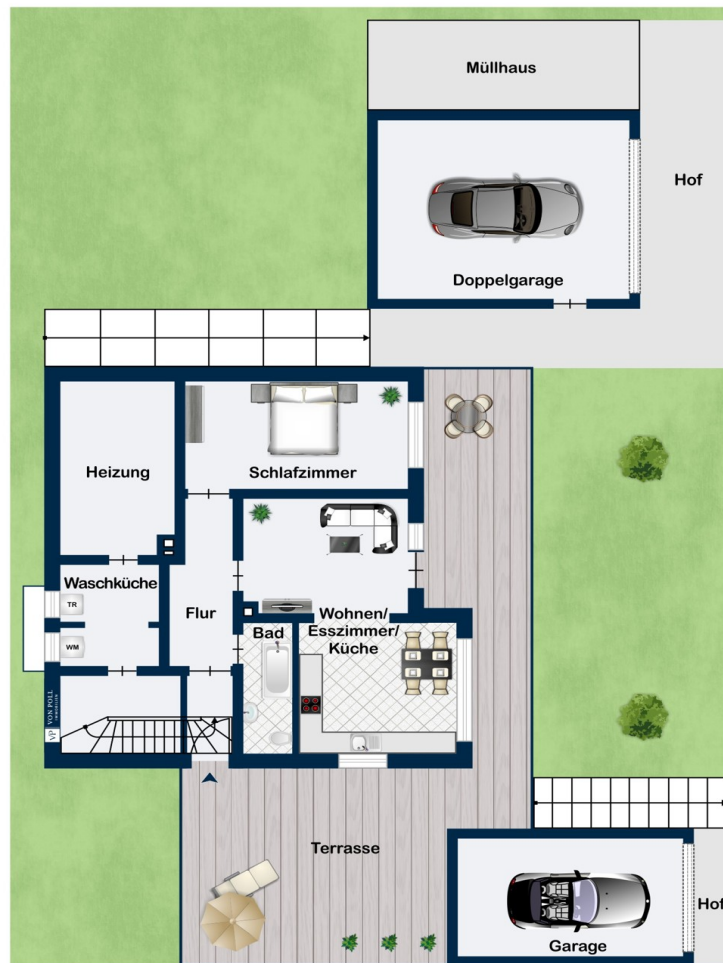 Müllhaus
Hof
Doppelgarage
Heizung
Schlafzimmer
Waschküche
TR
Flur
Wohnen/
Esszimmer/
Küche
Bad
WM
VP VON POLL
IMMOBILIEN
Terrasse
Hof
Garage